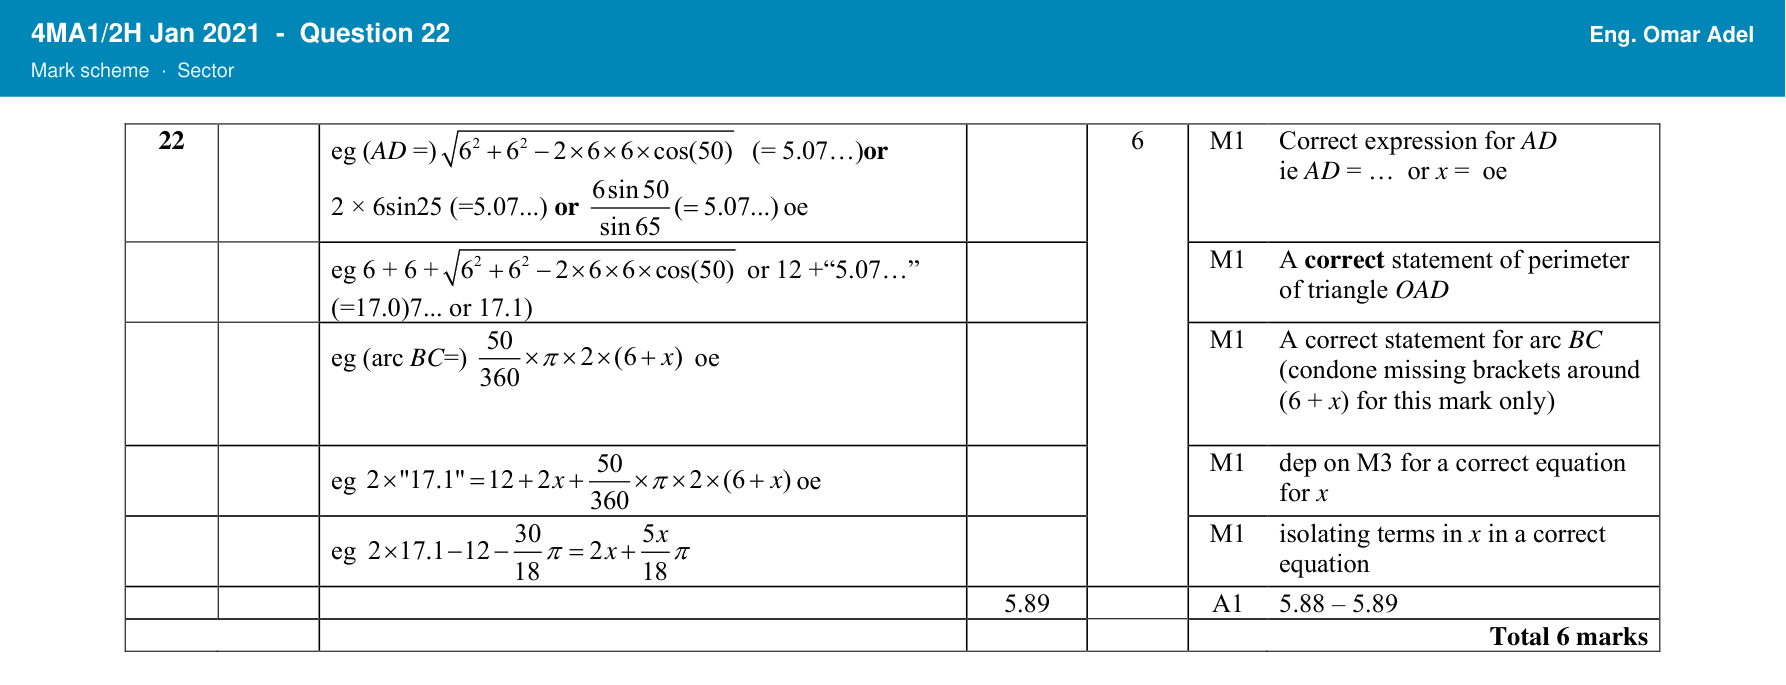 4MA1/2H Jan 2021 - Question 22
Eng. Omar Adel
Mark scheme · Sector
22
eg (AD =) √(6² + 6² − 2×6×6×cos(50)) (= 5.07…)or
2 × 6sin25 (=5.07...) or 6 sin 50 / sin 65 (= 5.07...) oe
6
M1 Correct expression for AD
ie AD = … or x = oe
eg 6 + 6 + √(6² + 6² − 2×6×6×cos(50)) or 12 +“5.07…”
(=17.0)7... or 17.1)
M1 A correct statement of perimeter
of triangle OAD
eg (arc BC=) 50/360 × π × 2 × (6 + x) oe
M1 A correct statement for arc BC
(condone missing brackets around
(6 + x) for this mark only)
eg 2×"17.1" = 12 + 2x + 50/360 × π × 2 × (6 + x) oe
M1 dep on M3 for a correct equation
for x
eg 2×17.1−12− 30/18 π = 2x + 5x/18 π
M1 isolating terms in x in a correct
equation
5.89
A1 5.88 – 5.89
Total 6 marks